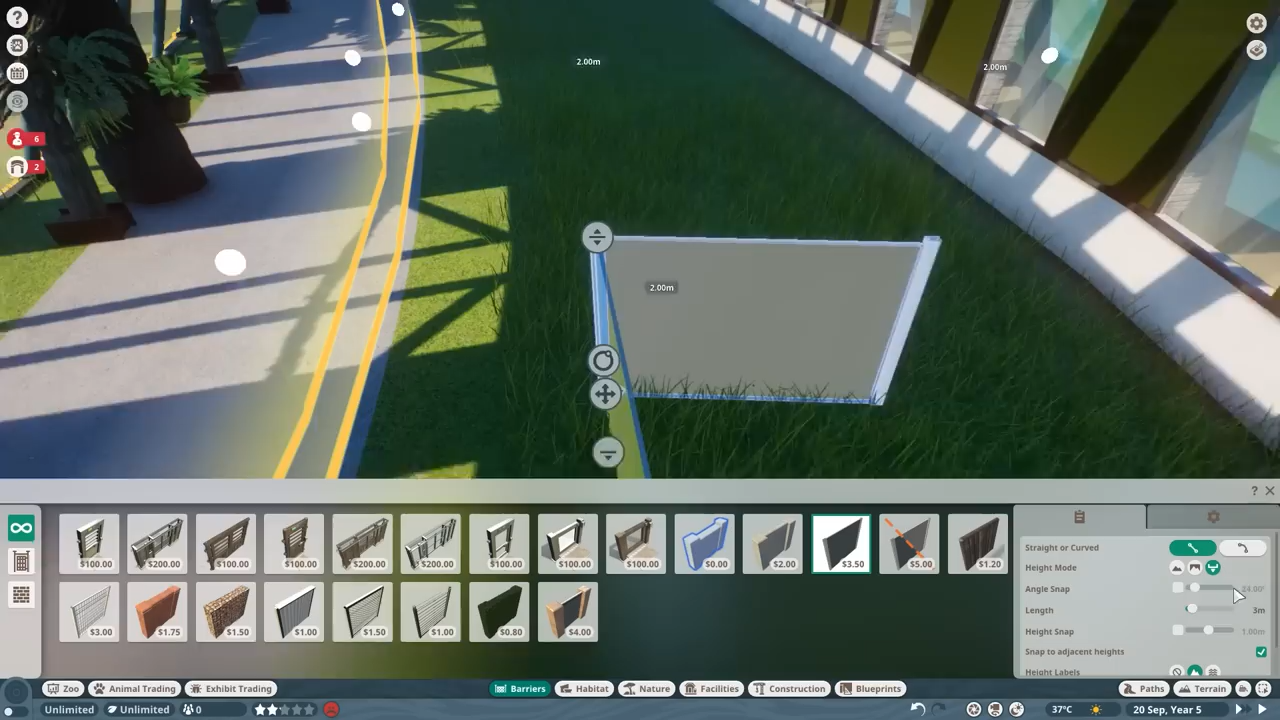 2.00m
2.00m
6
2
2.00m
? ×
$100.00 $200.00 $100.00 $100.00 $200.00 $200.00 $100.00 $100.00 $100.00 $0.00 $2.00 $3.50 $5.00 $1.20
$3.00 $1.75 $1.50 $1.00 $1.50 $1.00 $0.80 $4.00
Straight or Curved
Height Mode
Angle Snap
Length 3m
Height Snap 1.00m
Snap to adjacent heights
Height Labels
Zoo Animal Trading Exhibit Trading Barriers Habitat Nature Facilities Construction Blueprints Paths Terrain
Unlimited Unlimited 0 37°C 20 Sep, Year 5